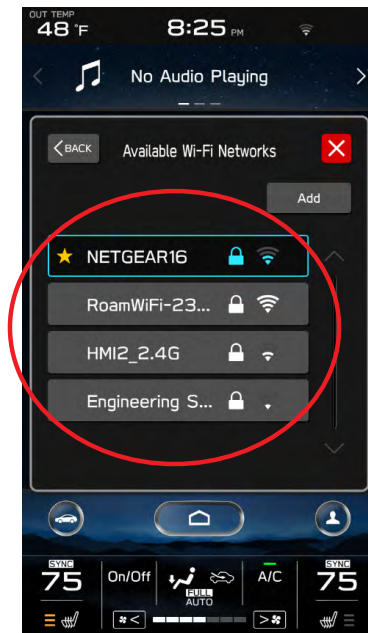 OUT TEMP
48 °F 8:25 PM
No Audio Playing
BACK Available Wi-Fi Networks
Add
NETGEAR16
RoamWiFi-23...
HMI2_2.4G
Engineering S...
SYNC SYNC
75 On/Off A/C 75
FULL
AUTO